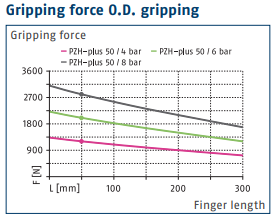 Gripping force O.D. gripping
Gripping force
PZH-plus 50 / 4 bar
PZH-plus 50 / 6 bar
PZH-plus 50 / 8 bar
3600
2700
1800
900
F [N]
L [mm]
100
200
300
Finger length